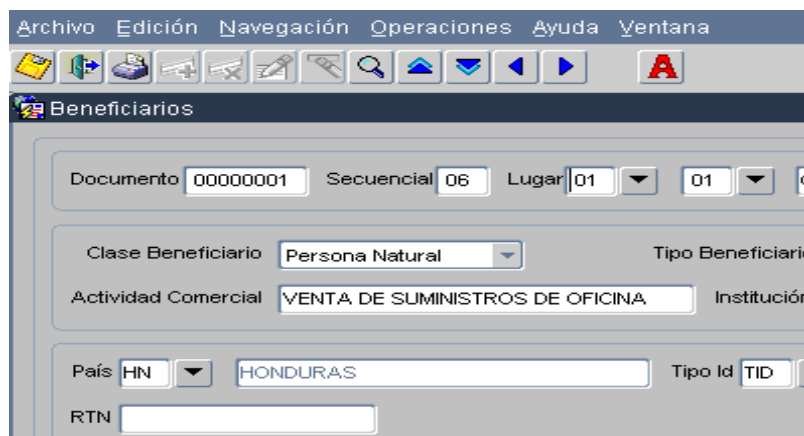 Archivo Edición Navegación Operaciones Ayuda Ventana
A
Beneficiarios
Documento 00000001 Secuencial 06 Lugar 01 01
Clase Beneficiario Persona Natural Tipo Beneficiari
Actividad Comercial VENTA DE SUMINISTROS DE OFICINA Institución
País HN HONDURAS Tipo Id TID
RTN